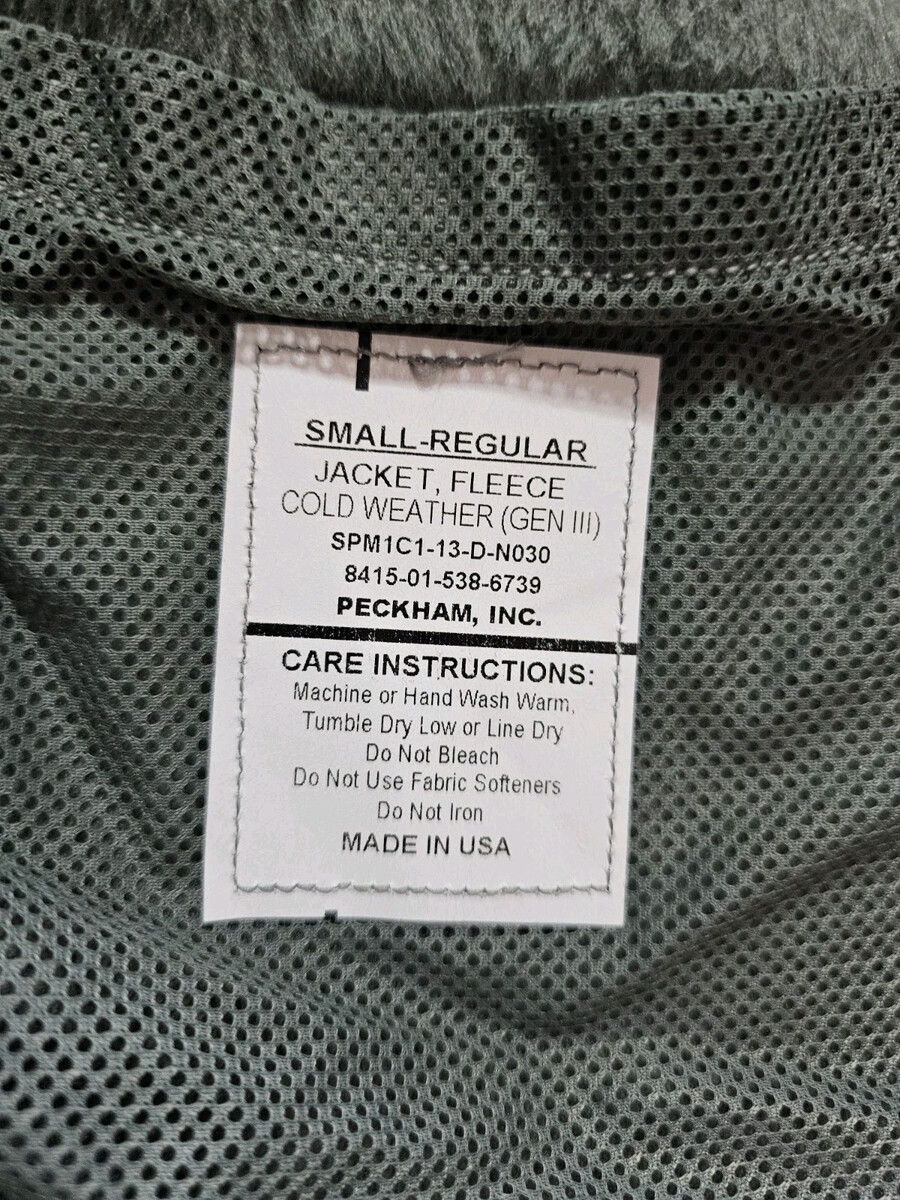 SMALL-REGULAR
JACKET, FLEECE
COLD WEATHER (GEN III)
SPM1C1-13-D-N030
8415-01-538-6739
PECKHAM, INC.
CARE INSTRUCTIONS:
Machine or Hand Wash Warm,
Tumble Dry Low or Line Dry
Do Not Bleach
Do Not Use Fabric Softeners
Do Not Iron
MADE IN USA